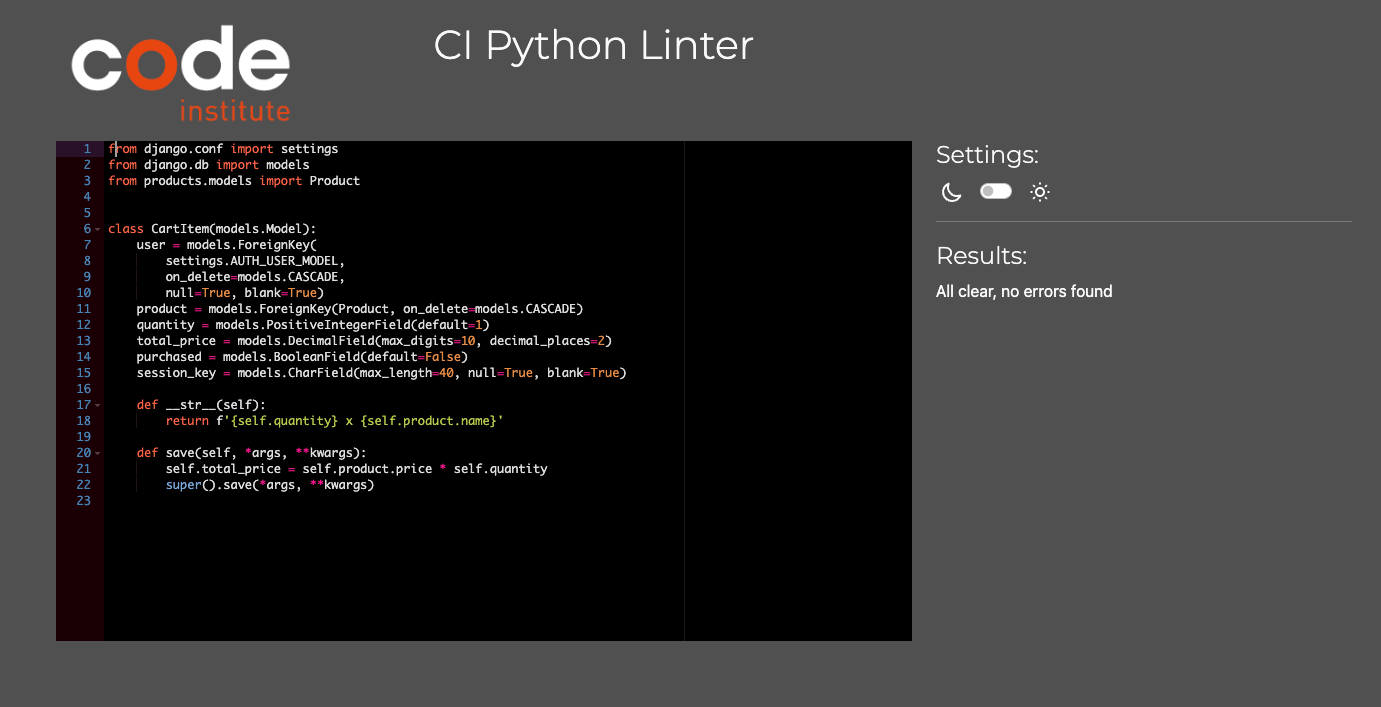 code
institute
CI Python Linter
1 from django.conf import settings
2 from django.db import models
3 from products.models import Product
4
5
6 class CartItem(models.Model):
7     user = models.ForeignKey(
8         settings.AUTH_USER_MODEL,
9         on_delete=models.CASCADE,
10         null=True, blank=True)
11     product = models.ForeignKey(Product, on_delete=models.CASCADE)
12     quantity = models.PositiveIntegerField(default=1)
13     total_price = models.DecimalField(max_digits=10, decimal_places=2)
14     purchased = models.BooleanField(default=False)
15     session_key = models.CharField(max_length=40, null=True, blank=True)
16
17     def __str__(self):
18         return f'{self.quantity} x {self.product.name}'
19
20     def save(self, *args, **kwargs):
21         self.total_price = self.product.price * self.quantity
22         super().save(*args, **kwargs)
23
Settings:
Results:
All clear, no errors found